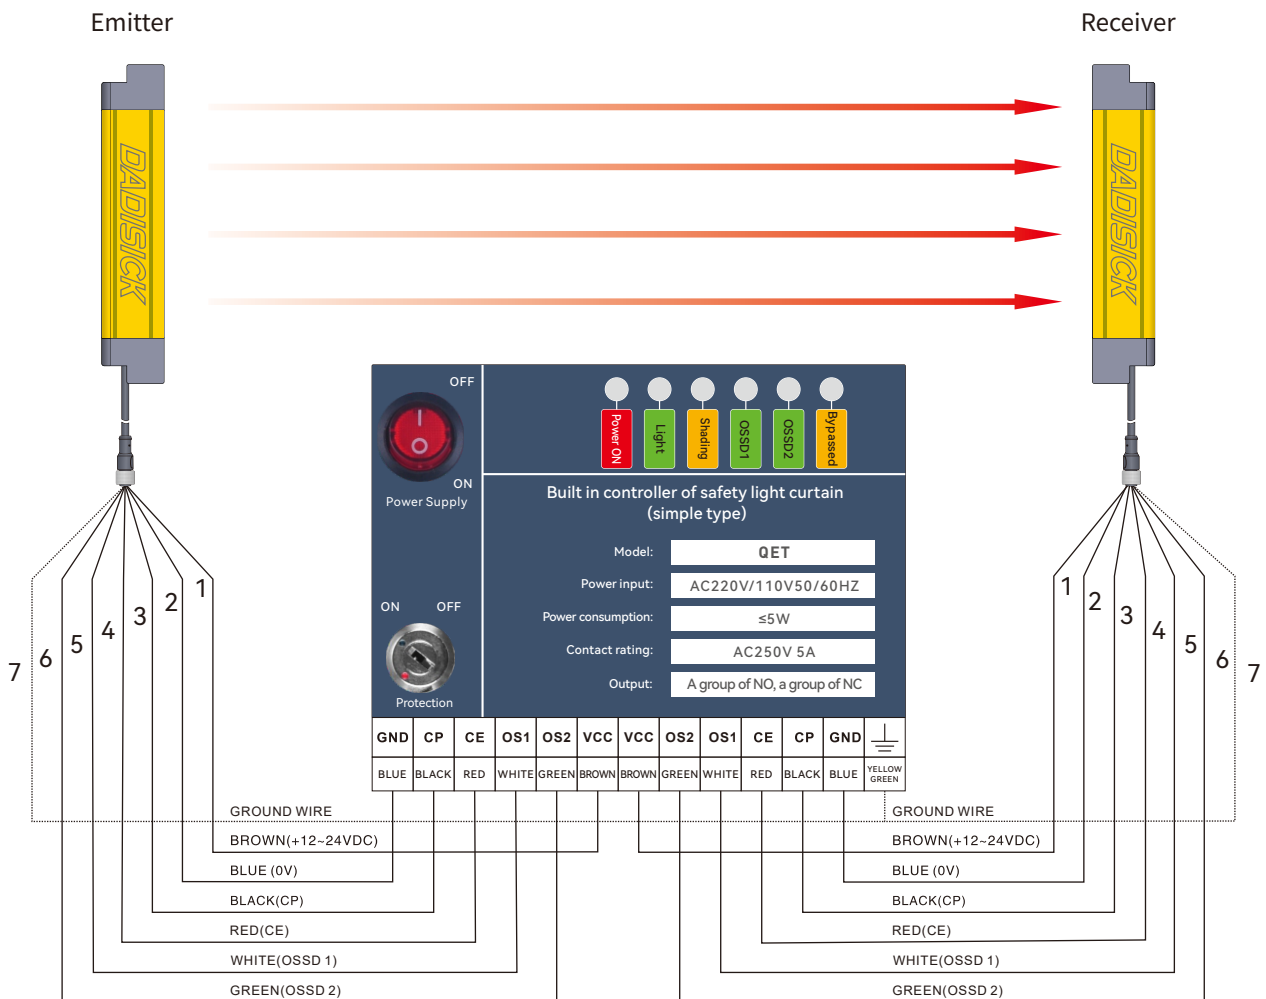 Emitter
Receiver
DADISICK
DADISICK
OFF
ON
Power Supply
Power ON
Light
Shading
OSSD1
OSSD2
Bypassed
Built in controller of safety light curtain
(simple type)
Model: QET
Power input: AC220V/110V50/60HZ
Power consumption: ≤5W
Contact rating: AC250V 5A
Output: A group of NO, a group of NC
ON OFF
Protection
GND CP CE OS1 OS2 VCC VCC OS2 OS1 CE CP GND
BLUE BLACK RED WHITE GREEN BROWN BROWN GREEN WHITE RED BLACK BLUE YELLOW GREEN
7 6 5 4 3 2 1
1 2 3 4 5 6 7
GROUND WIRE
BROWN(+12~24VDC)
BLUE (0V)
BLACK(CP)
RED(CE)
WHITE(OSSD 1)
GREEN(OSSD 2)
GROUND WIRE
BROWN(+12~24VDC)
BLUE (0V)
BLACK(CP)
RED(CE)
WHITE(OSSD 1)
GREEN(OSSD 2)